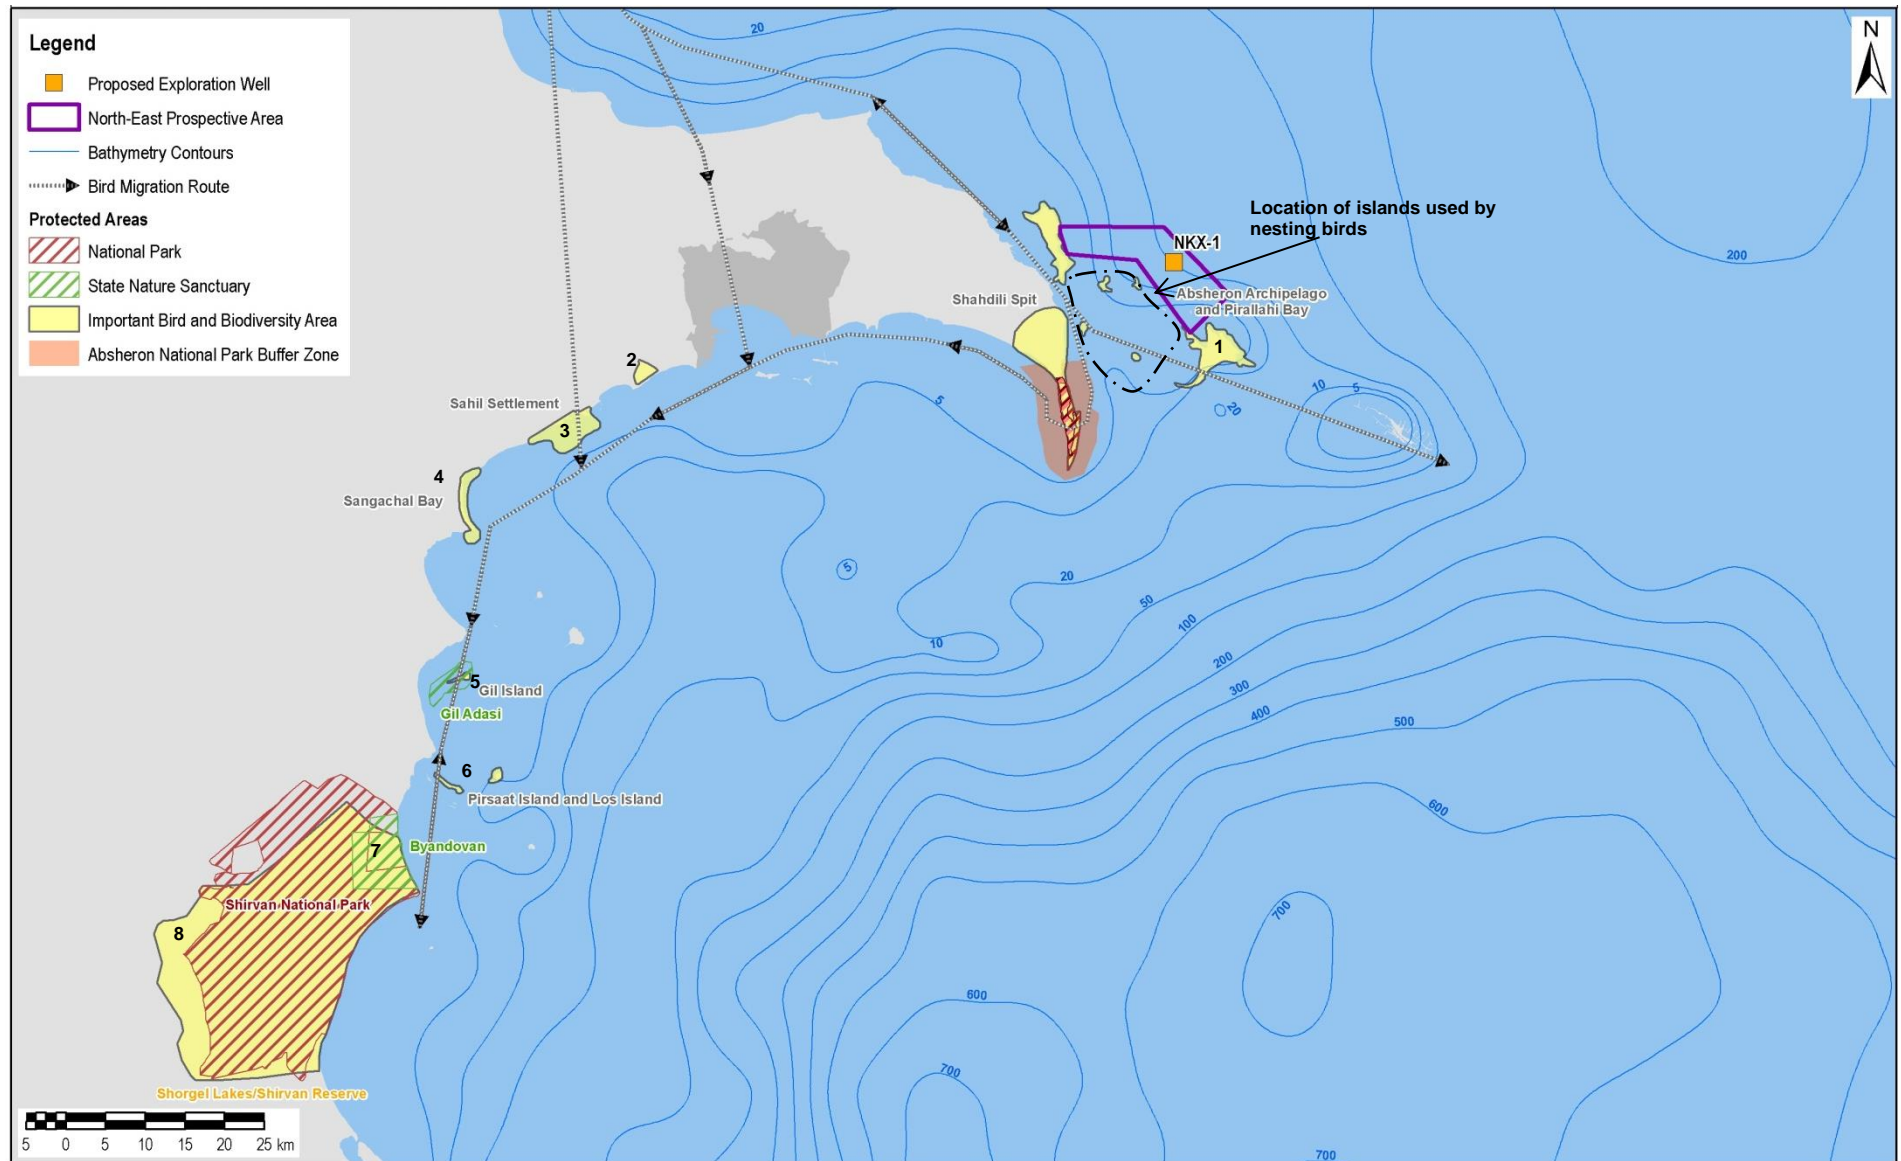 Legend
Proposed Exploration Well
North-East Prospective Area
Bathymetry Contours
Bird Migration Route
Protected Areas
National Park
State Nature Sanctuary
Important Bird and Biodiversity Area
Absheron National Park Buffer Zone
N
20
200
Location of islands used by
nesting birds
NKX-1
Absheron Archipelago
and Pirallahi Bay
Shahdili Spit
1
2
Sahil Settlement
3
4
Sangachal Bay
5
10
5
20
5
20
50
10
100
200
300
400
500
5
Gil Island
Gil Adasi
6
Pirsaat Island and Los Island
7
Byandovan
600
Shirvan National Park
8
700
600
700
700
Shorgel Lakes/Shirvan Reserve
5 0 5 10 15 20 25 km